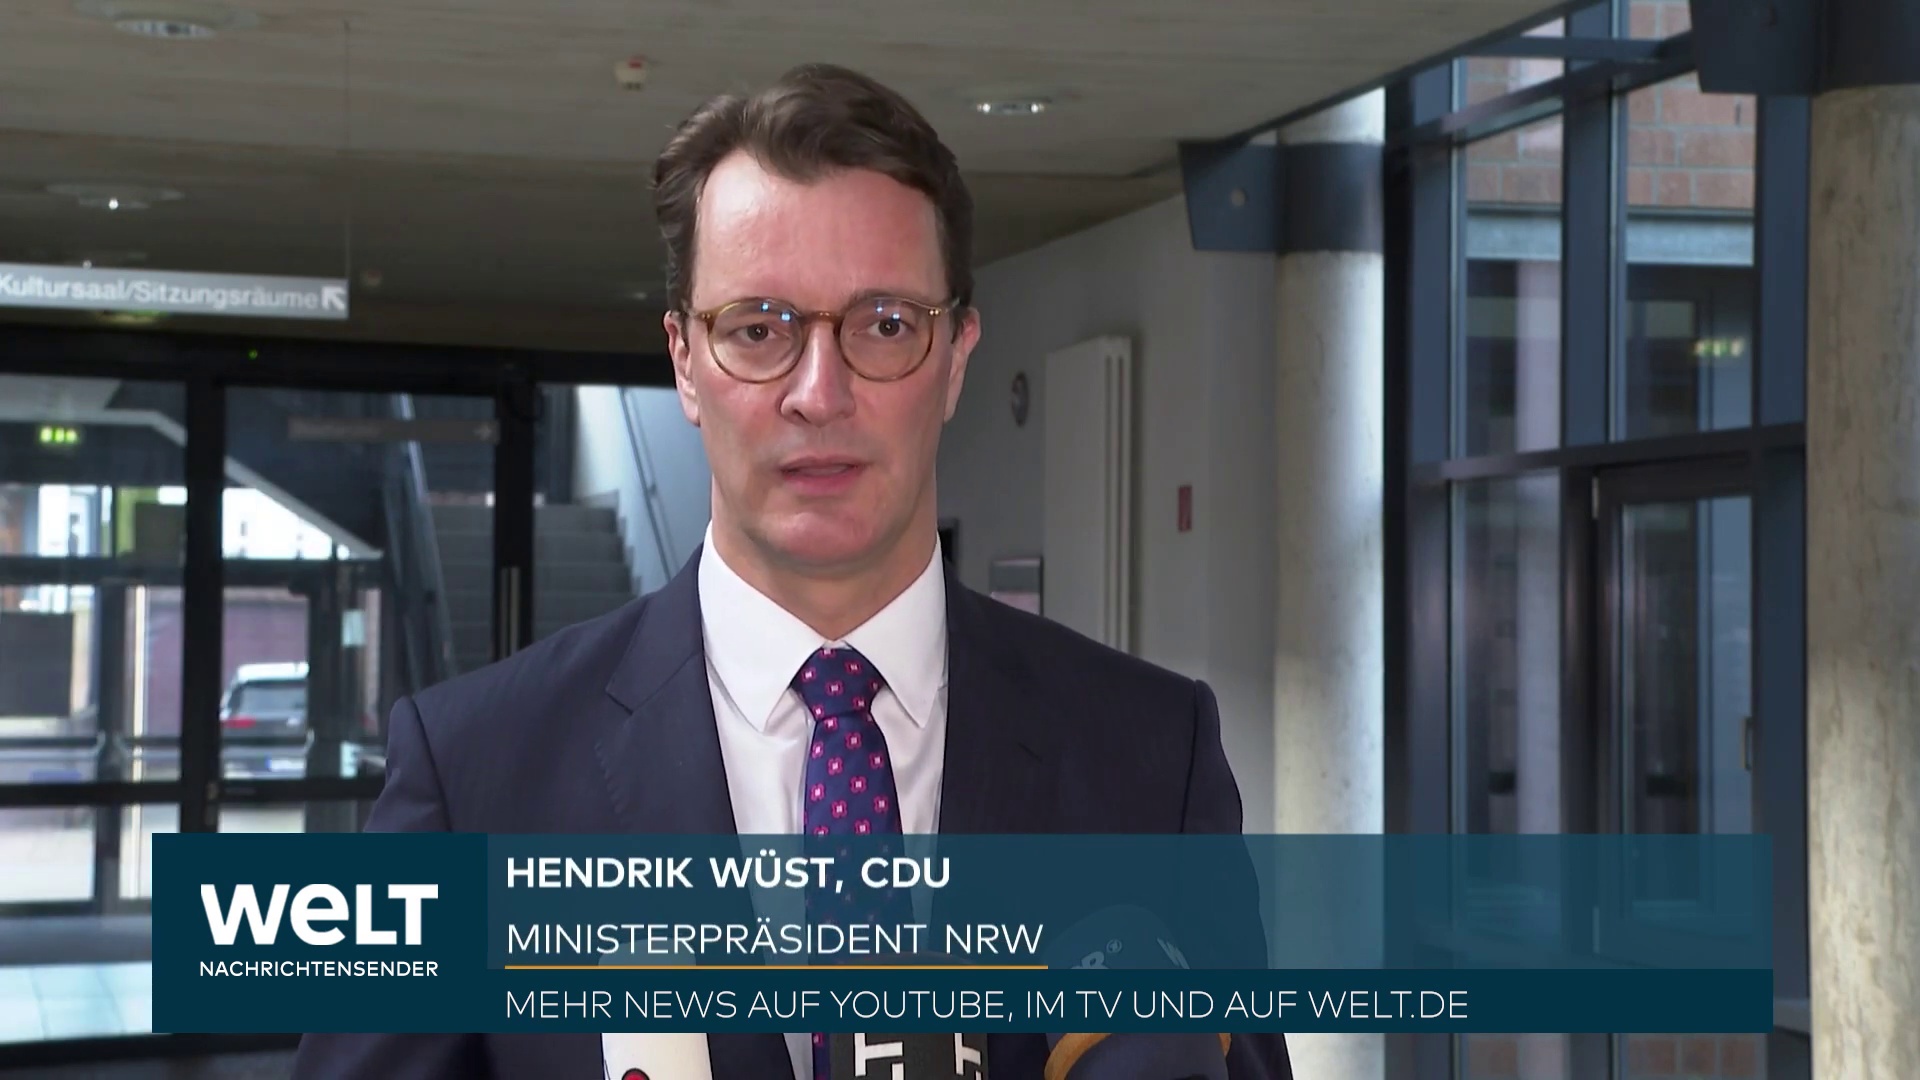 Kultursaal/Sitzungsräume
HENDRIK WÜST, CDU
MINISTERPRÄSIDENT NRW
WELT
NACHRICHTENSENDER
MEHR NEWS AUF YOUTUBE, IM TV UND AUF WELT.DE